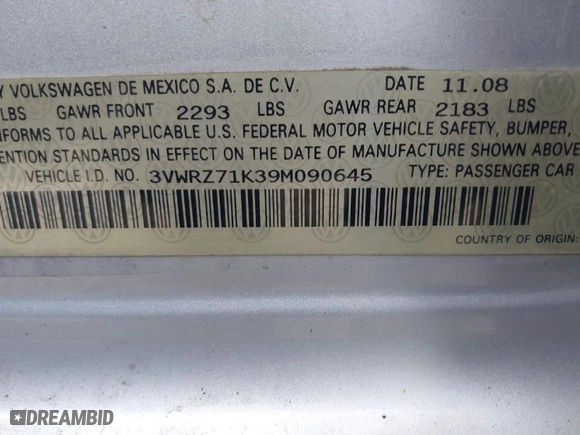 Y VOLKSWAGEN DE MEXICO S.A. DE C.V. DATE 11.08
LBS GAWR FRONT 2293 LBS GAWR REAR 2183 LBS
NFORMS TO ALL APPLICABLE U.S. FEDERAL MOTOR VEHICLE SAFETY, BUMPER,
ENTION STANDARDS IN EFFECT ON THE DATE OF MANUFACTURE SHOWN ABOVE
VEHICLE I.D. NO. 3VWRZ71K39M090645 TYPE: PASSENGER CAR
COUNTRY OF ORIGIN:
DREAMBID